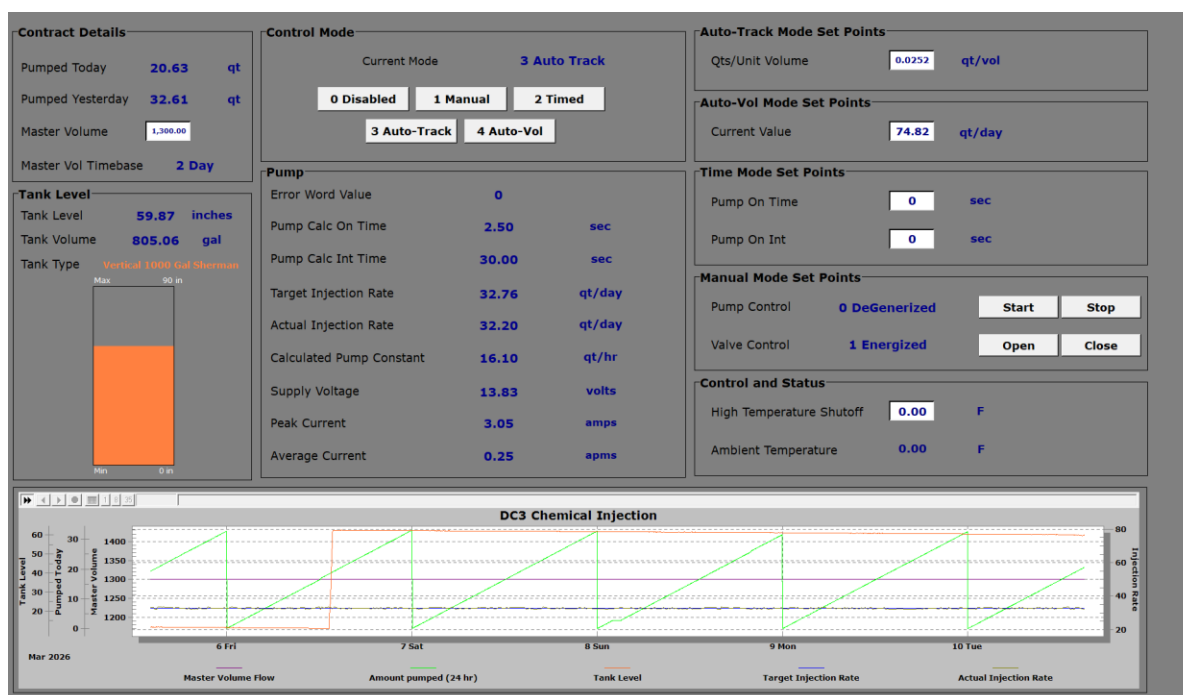 Contract Details
Pumped Today 20.63 qt
Pumped Yesterday 32.61 qt
Master Volume 1,300.00
Master Vol Timebase 2 Day
Tank Level
Tank Level 59.87 inches
Tank Volume 805.06 gal
Tank Type Vertical 1000 Gal Sherman
Max 90 in
Min 0 in
Control Mode
Current Mode 3 Auto Track
0 Disabled 1 Manual 2 Timed
3 Auto-Track 4 Auto-Vol
Pump
Error Word Value 0
Pump Calc On Time 2.50 sec
Pump Calc Int Time 30.00 sec
Target Injection Rate 32.76 qt/day
Actual Injection Rate 32.20 qt/day
Calculated Pump Constant 16.10 qt/hr
Supply Voltage 13.83 volts
Peak Current 3.05 amps
Average Current 0.25 apms
Auto-Track Mode Set Points
Qts/Unit Volume 0.0252 qt/vol
Auto-Vol Mode Set Points
Current Value 74.82 qt/day
Time Mode Set Points
Pump On Time 0 sec
Pump On Int 0 sec
Manual Mode Set Points
Pump Control 0 DeGenerized Start Stop
Valve Control 1 Energized Open Close
Control and Status
High Temperature Shutoff 0.00 F
Ambient Temperature 0.00 F
DC3 Chemical Injection
Tank Level
60
50
40
30
20
Pumped Today
30
20
10
0
Master Volume
1400
1350
1300
1250
1200
80
60
40
20
Injection Rate
6 Fri 7 Sat 8 Sun 9 Mon 10 Tue
Mar 2026
Master Volume Flow Amount pumped (24 hr) Tank Level Target Injection Rate Actual Injection Rate